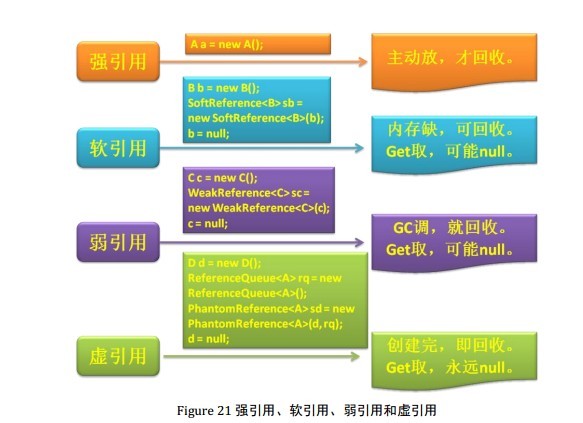 强引用
A a = new A();
主动放，才回收。
软引用
B b = new B();
SoftReference<B> sb =
new SoftReference<B>(b);
b = null;
内存缺，可回收。
Get取，可能null。
弱引用
C c = new C();
WeakReference<C> sc =
new WeakReference<C>(c);
c = null;
GC调，就回收。
Get取，可能null。
虚引用
D d = new D();
ReferenceQueue<A> rq = new
ReferenceQueue<A>();
PhantomReference<A> sd = new
PhantomReference<A>(d, rq);
d = null;
创建完，即回收。
Get取，永远null。
Figure 21 强引用、软引用、弱引用和虚引用